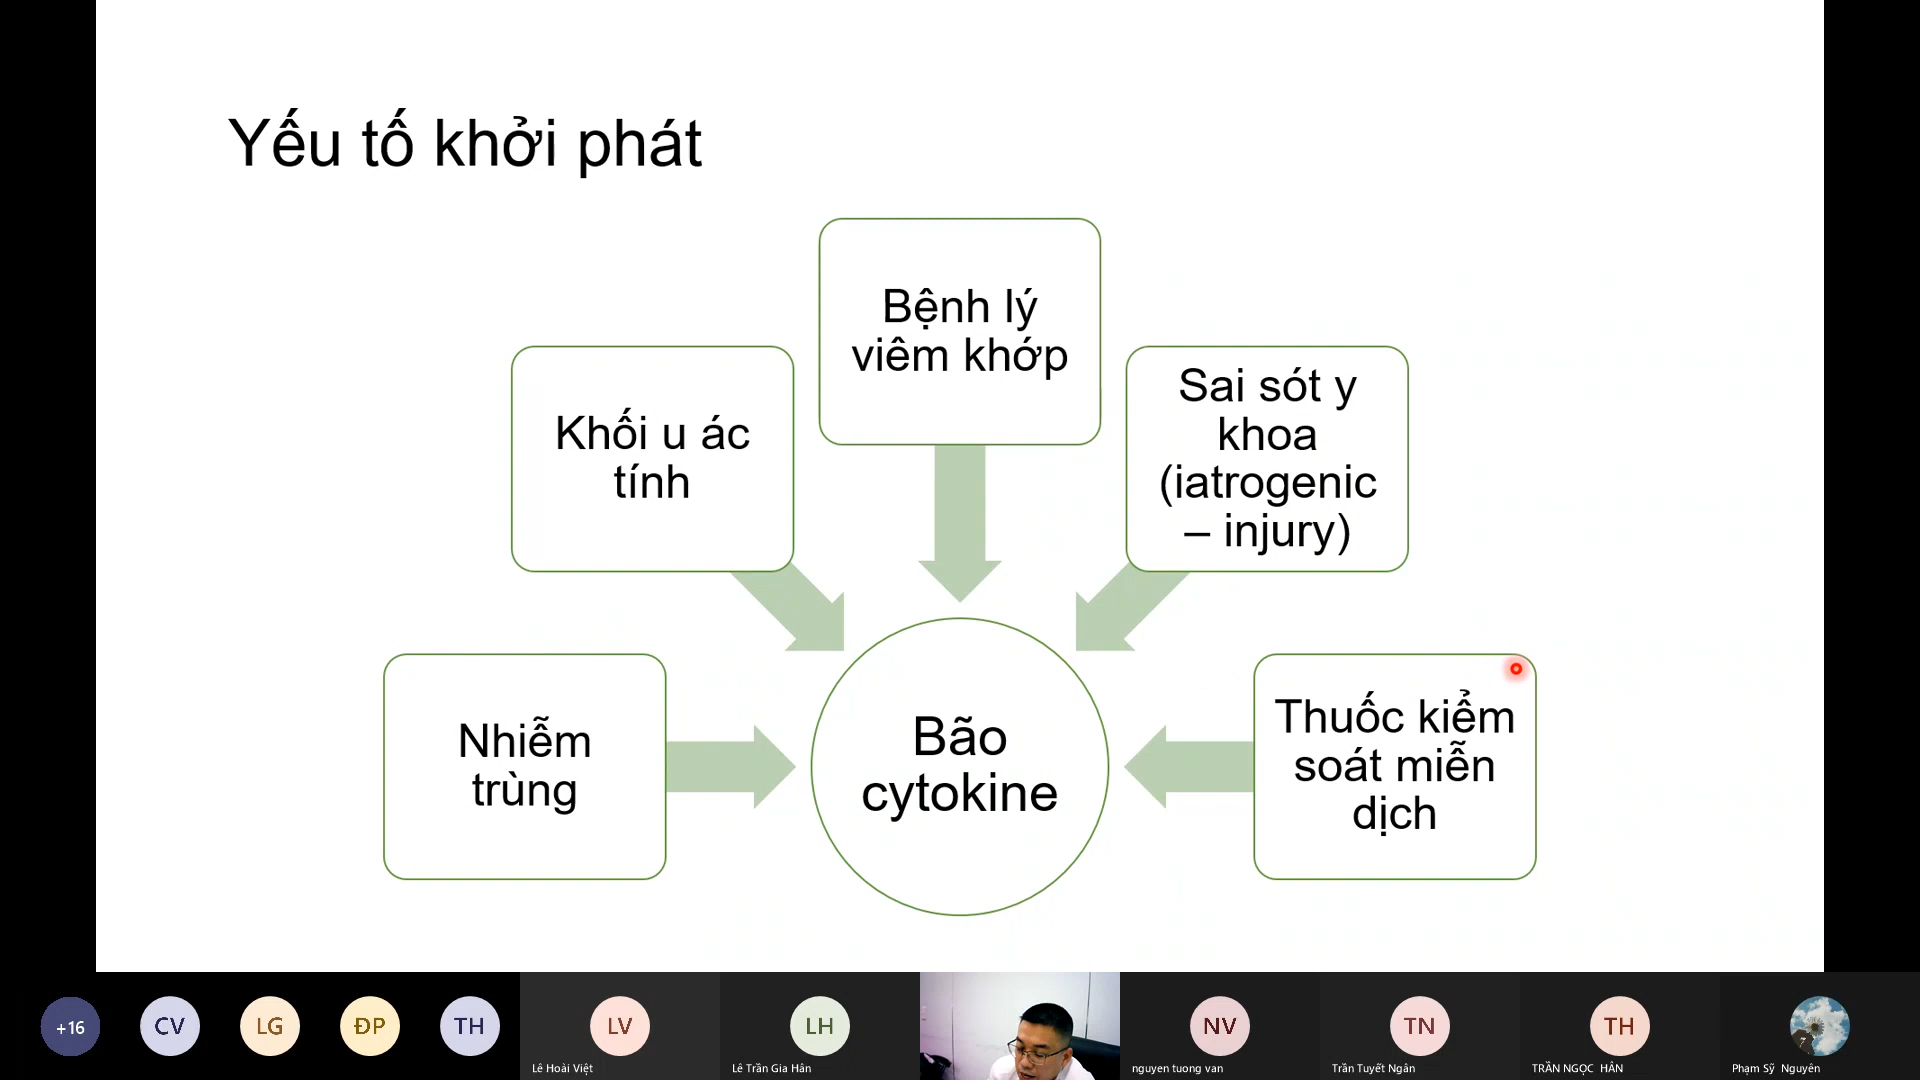 Yếu tố khởi phát
Bệnh lý
viêm khớp
Khối u ác
tính
Sai sót y
khoa
(iatrogenic
– injury)
Nhiễm
trùng
Bão
cytokine
Thuốc kiểm
soát miễn
dịch
+16
CV
LG
ĐP
TH
LV
LH
NV
TN
TH
Lê Hoài Việt
Lê Trần Gia Hân
nguyen tuong van
Trần Tuyết Ngân
TRẦN NGỌC HÂN
Phạm Sỹ Nguyên